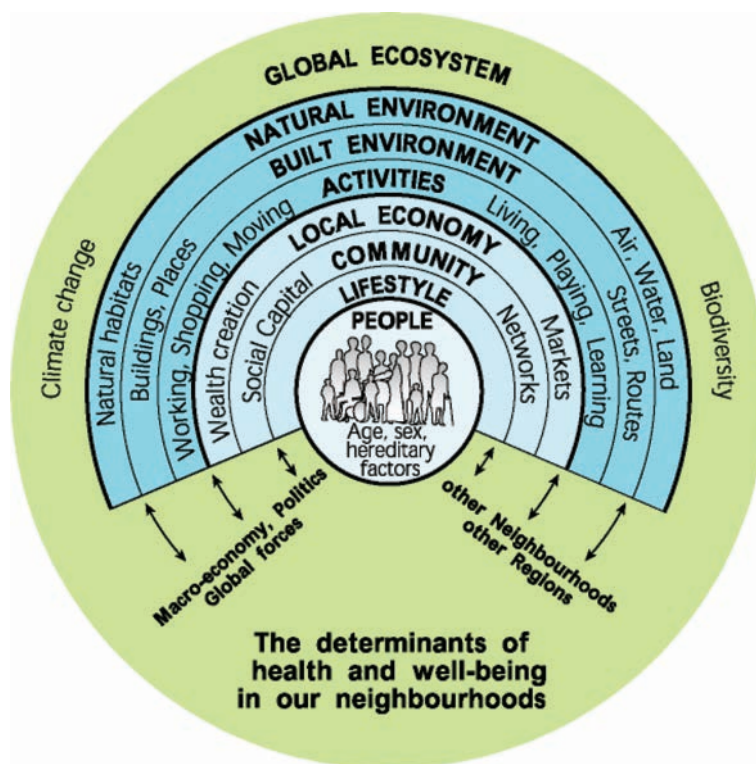 GLOBAL ECOSYSTEM
NATURAL ENVIRONMENT
BUILT ENVIRONMENT
ACTIVITIES
LOCAL ECONOMY
COMMUNITY
LIFESTYLE
PEOPLE
Age, sex,
hereditary
factors
Climate change
Natural habitats
Buildings, Places
Working, Shopping, Moving
Wealth creation
Social Capital
Networks
Markets
Living, Playing, Learning
Streets, Routes
Air, Water, Land
Biodiversity
Macro-economy, Politics
Global forces
other Neighbourhoods
other Regions
The determinants of
health and well-being
in our neighbourhoods